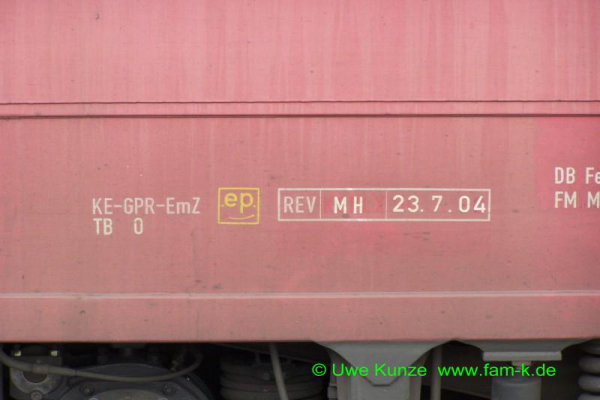 KE-GPR-EmZ
TB 0
ep
REV MH 23.7.04
DB Fe
FM M
© Uwe Kunze www.fam-k.de